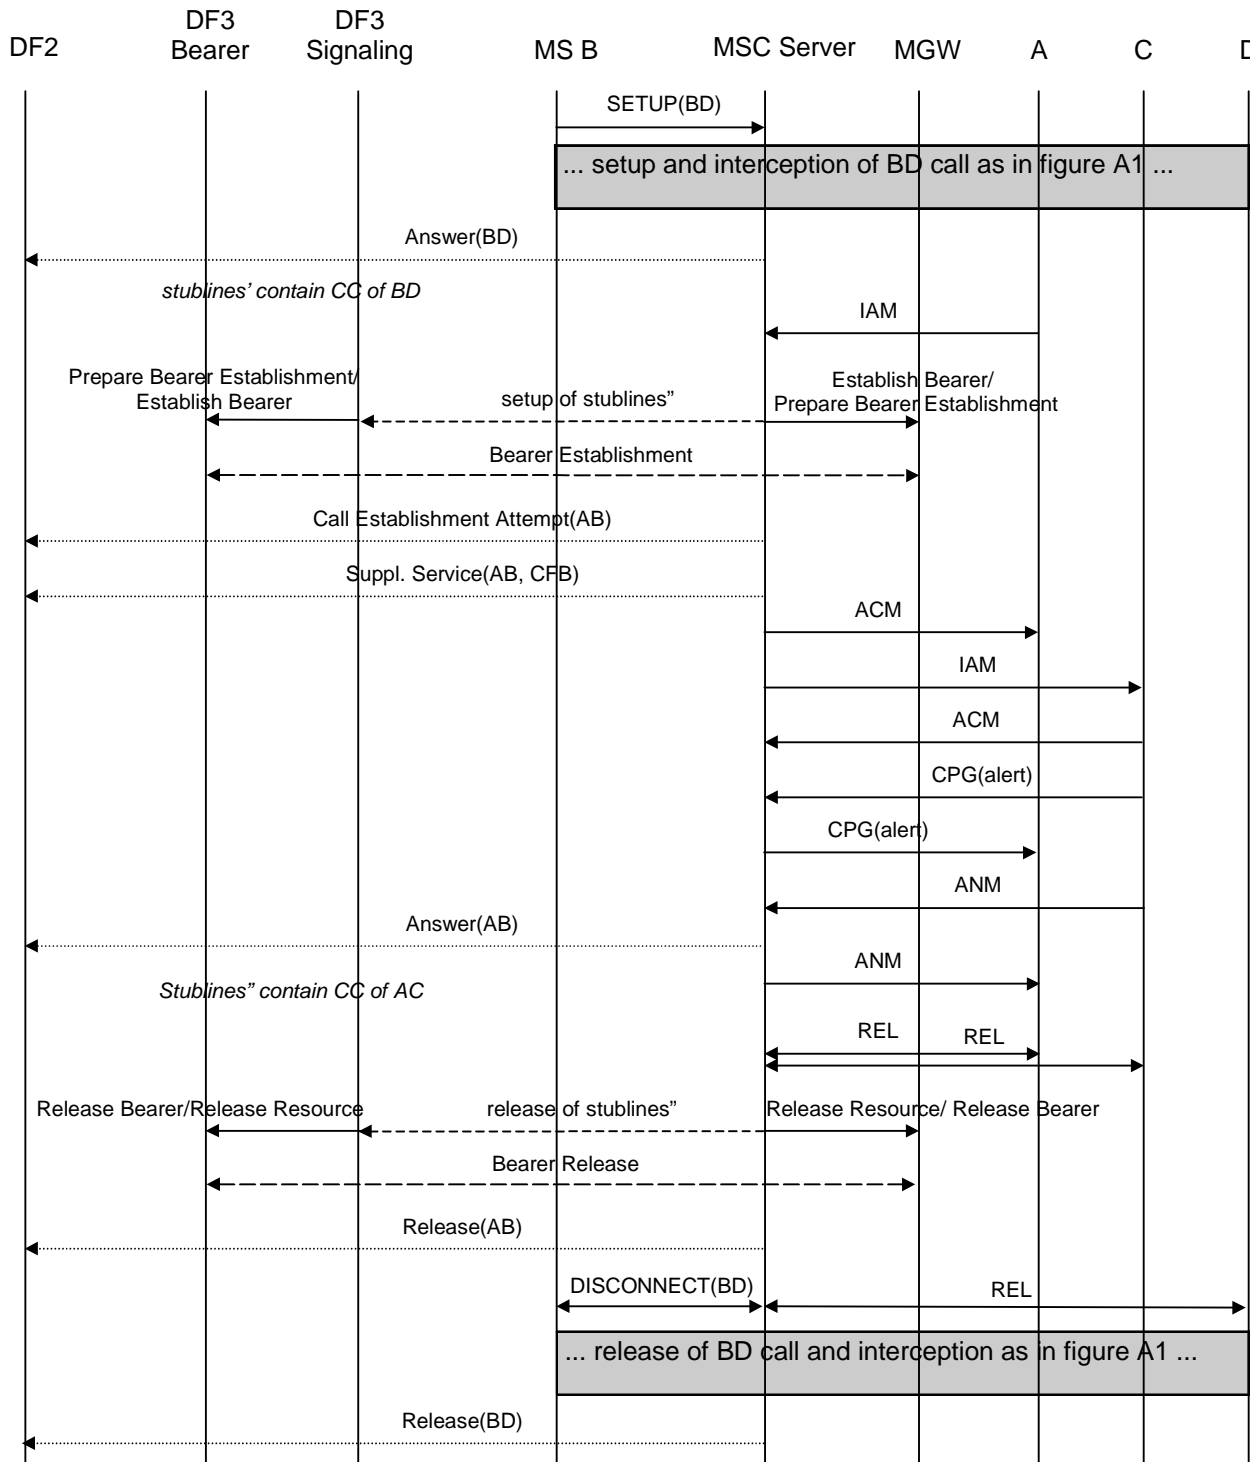 DF2
DF3
Bearer
DF3
Signaling
MS B
MSC Server
MGW
A
C
D
SETUP(BD)
... setup and interception of BD call as in figure A1 ...
Answer(BD)
stublines’ contain CC of BD
IAM
Prepare Bearer Establishment/
Establish Bearer
setup of stublines”
Establish Bearer/
Prepare Bearer Establishment
Bearer Establishment
Call Establishment Attempt(AB)
Suppl. Service(AB, CFB)
ACM
IAM
ACM
CPG(alert)
CPG(alert)
ANM
Answer(AB)
ANM
Stublines” contain CC of AC
REL
REL
Release Bearer/Release Resource
release of stublines”
Release Resource/ Release Bearer
Bearer Release
Release(AB)
DISCONNECT(BD)
REL
... release of BD call and interception as in figure A1 ...
Release(BD)